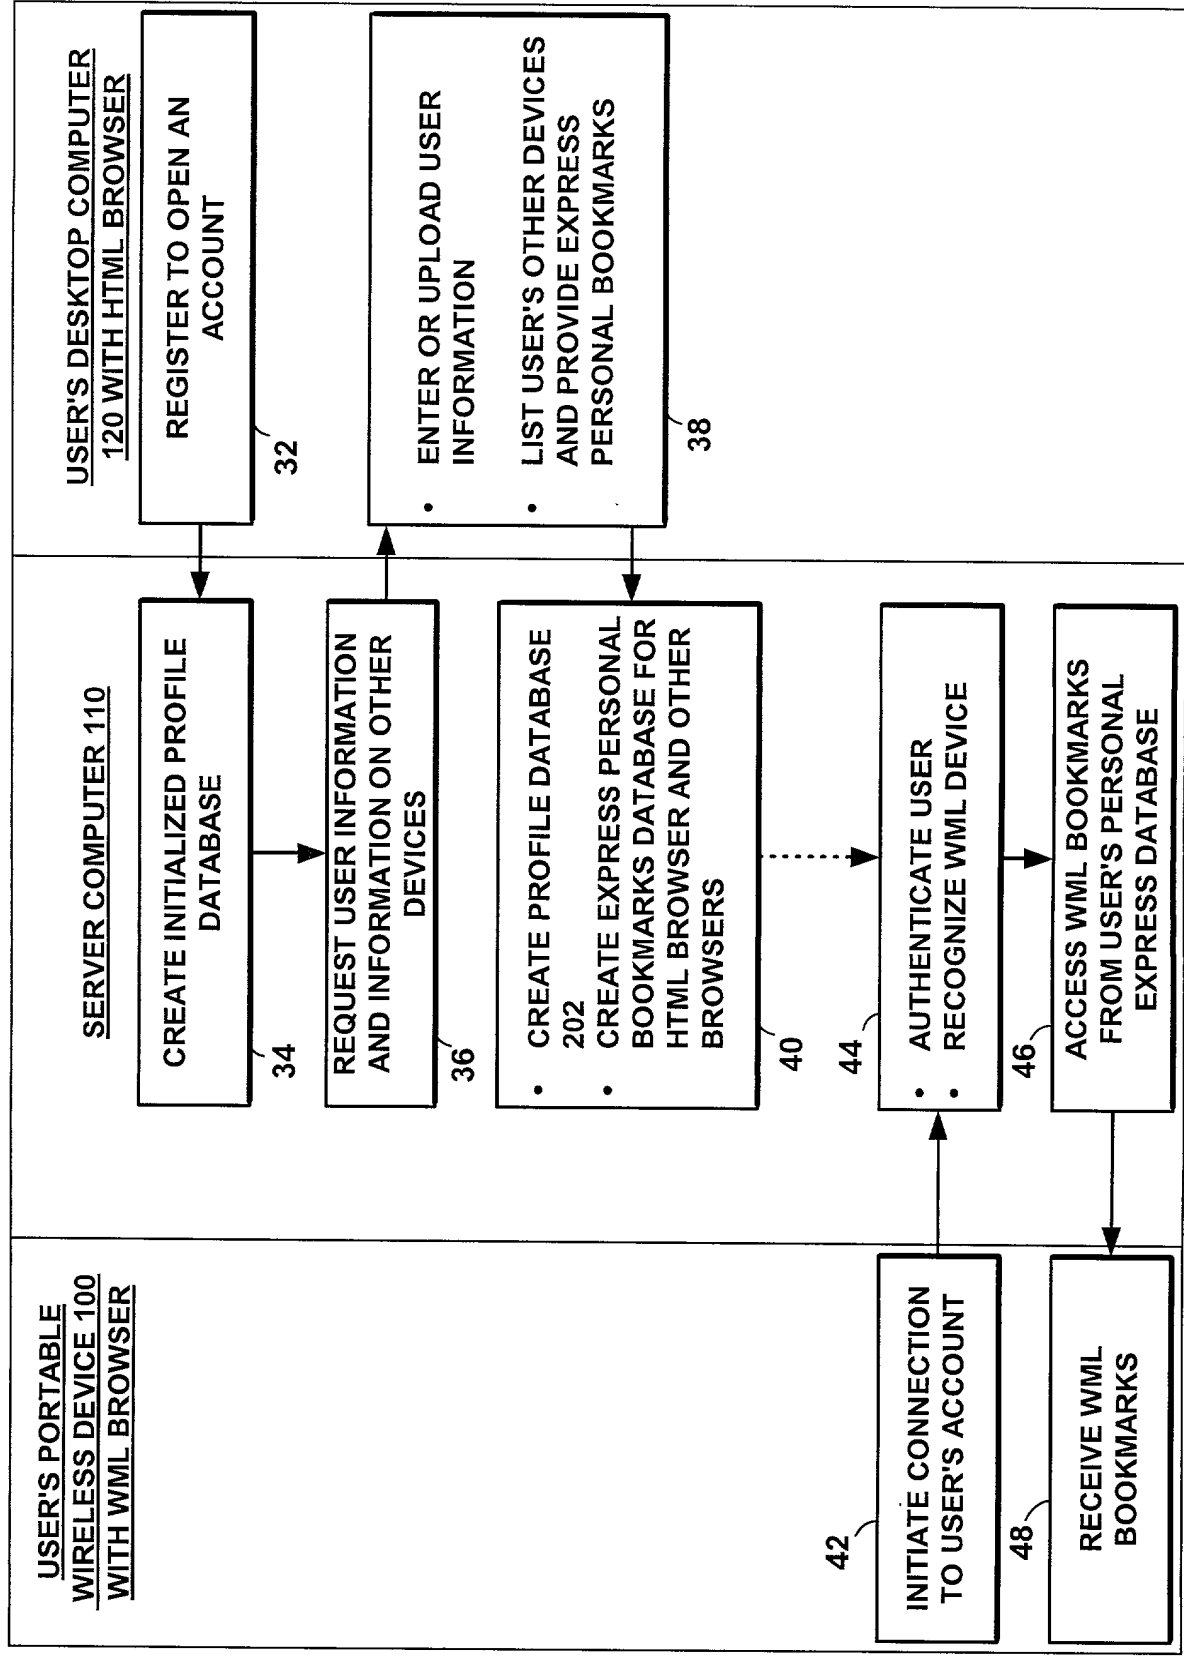 USER'S PORTABLE
WIRELESS DEVICE 100
WITH WML BROWSER
SERVER COMPUTER 110
USER'S DESKTOP COMPUTER
120 WITH HTML BROWSER
REGISTER TO OPEN AN
ACCOUNT
32
CREATE INITIALIZED PROFILE
DATABASE
34
REQUEST USER INFORMATION
AND INFORMATION ON OTHER
DEVICES
36
• ENTER OR UPLOAD USER
INFORMATION
• LIST USER'S OTHER DEVICES
AND PROVIDE EXPRESS
PERSONAL BOOKMARKS
38
• CREATE PROFILE DATABASE
202
• CREATE EXPRESS PERSONAL
BOOKMARKS DATABASE FOR
HTML BROWSER AND OTHER
BROWSERS
40
42
INITIATE CONNECTION
TO USER'S ACCOUNT
44
• AUTHENTICATE USER
• RECOGNIZE WML DEVICE
46
ACCESS WML BOOKMARKS
FROM USER'S PERSONAL
EXPRESS DATABASE
48
RECEIVE WML
BOOKMARKS